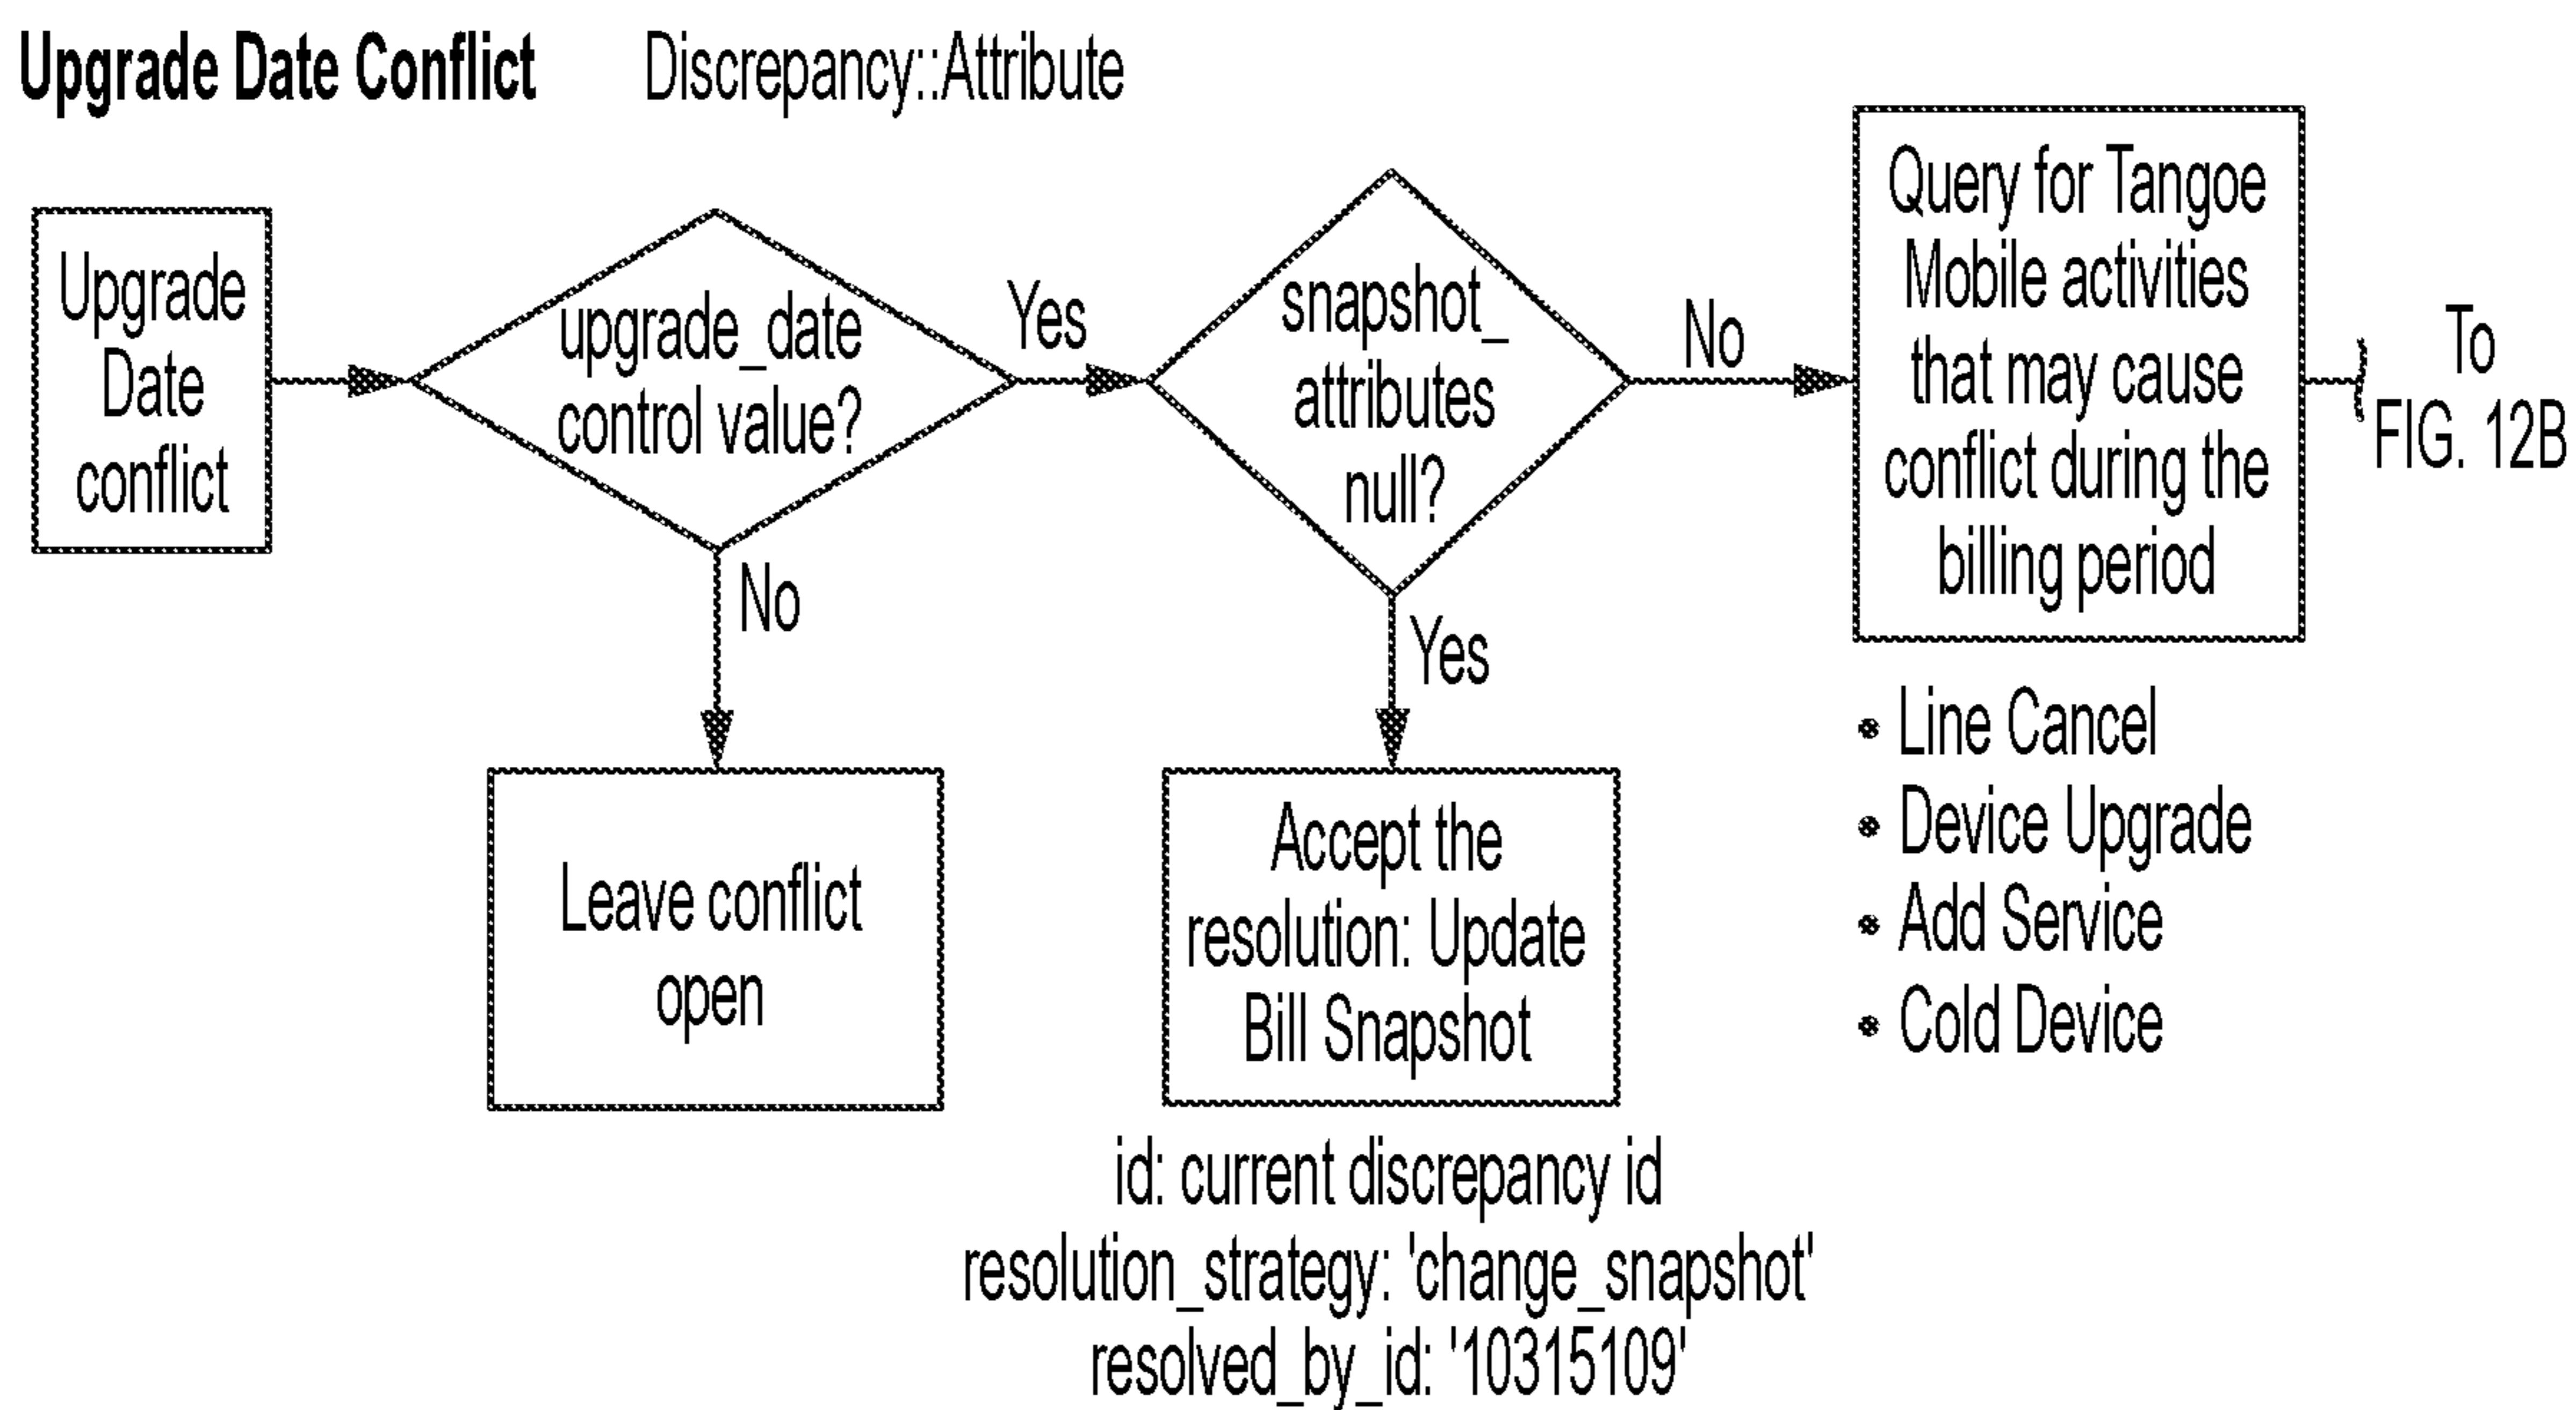 Upgrade Date Conflict Discrepancy::Attribute
Upgrade
Date
conflict
upgrade_date
control value?
Yes
No
Leave conflict
open
snapshot_
attributes
null?
No
Yes
Accept the
resolution: Update
Bill Snapshot
id: current discrepancy id
resolution_strategy: 'change_snapshot'
resolved_by_id: '10315109'
Query for Tangoe
Mobile activities
that may cause
conflict during the
billing period
• Line Cancel
• Device Upgrade
• Add Service
• Cold Device
To
FIG. 12B